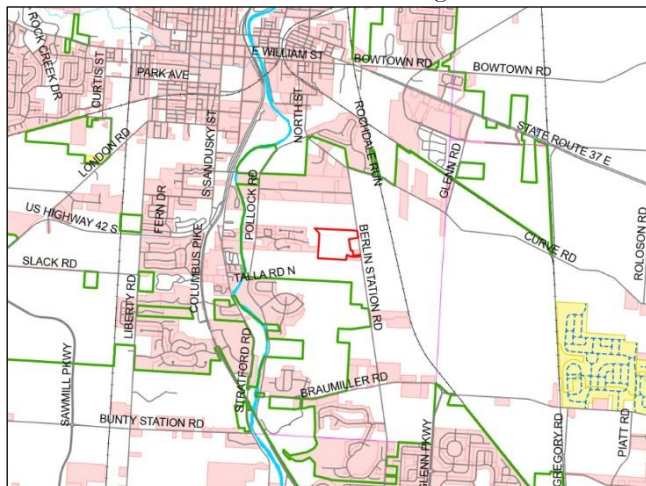 ROCK CREEK DR
CURTIS ST
PARK AVE
E WILLIAM ST
BOWTOWN RD
BOWTOWN RD
LONDON RD
S SANDUSKY ST
NORTH ST
ROCHDALE RUN
STATE ROUTE 37 E
GLENN RD
POLLOCK RD
FERN DR
US HIGHWAY 42 S
COLUMBUS PIKE
BERLIN STATION RD
CURVE RD
ROLOSON RD
SLACK RD
LIBERTY RD
TALLA RD N
STRATFORD RD
SAWMILL PKWY
BRAUMILLER RD
BUNTY STATION RD
GLENN PKWY
GREGORY RD
PIATT RD